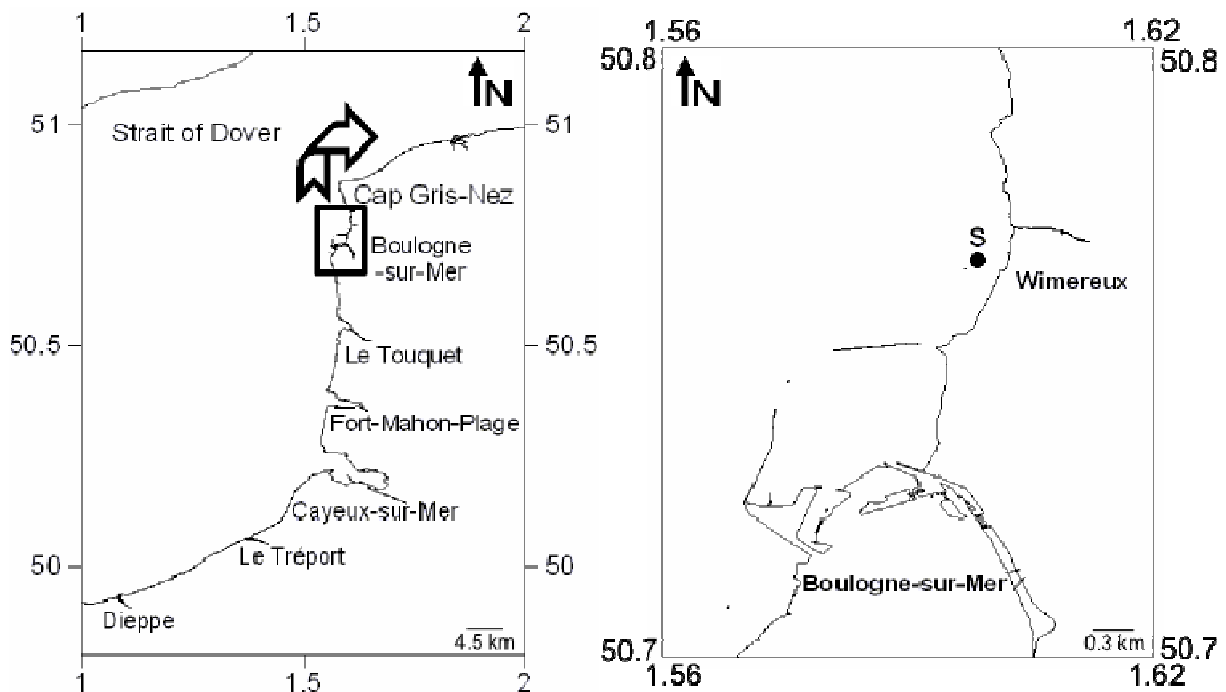 1 1.5 2
N
51 51
Strait of Dover
Cap Gris-Nez
Boulogne
-sur-Mer
50.5 50.5
Le Touquet
Fort-Mahon-Plage
Cayeux-sur-Mer
Le Tréport
50 50
Dieppe
4.5 km
1 1.5 2
1.56 1.62
50.8 50.8
N
S
Wimereux
Boulogne-sur-Mer
0.3 km
50.7 50.7
1.56 1.62